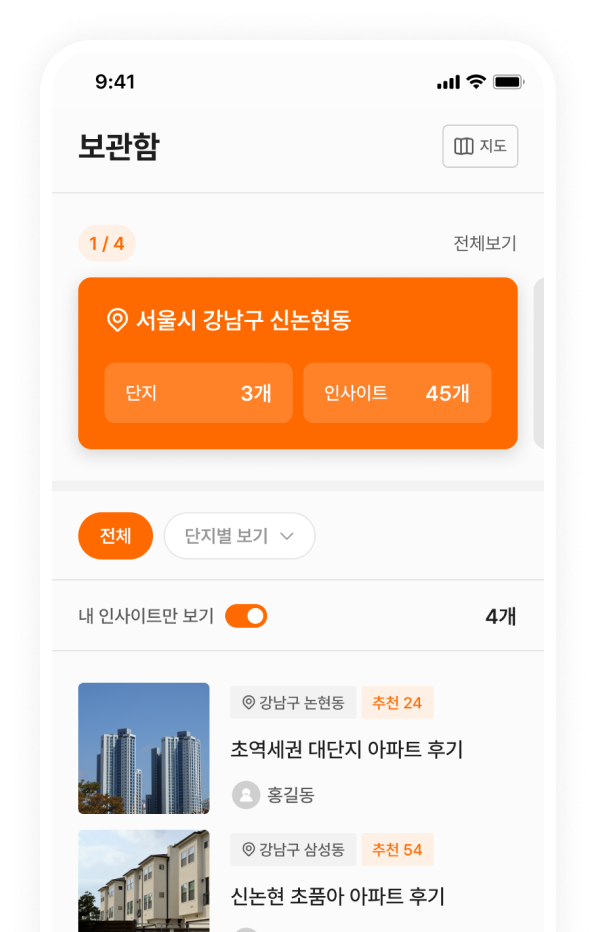 9:41
보관함
지도
1 / 4
전체보기
서울시 강남구 신논현동
단지 3개
인사이트 45개
전체
단지별 보기
내 인사이트만 보기
4개
강남구 논현동
추천 24
초역세권 대단지 아파트 후기
홍길동
강남구 삼성동
추천 54
신논현 초품아 아파트 후기